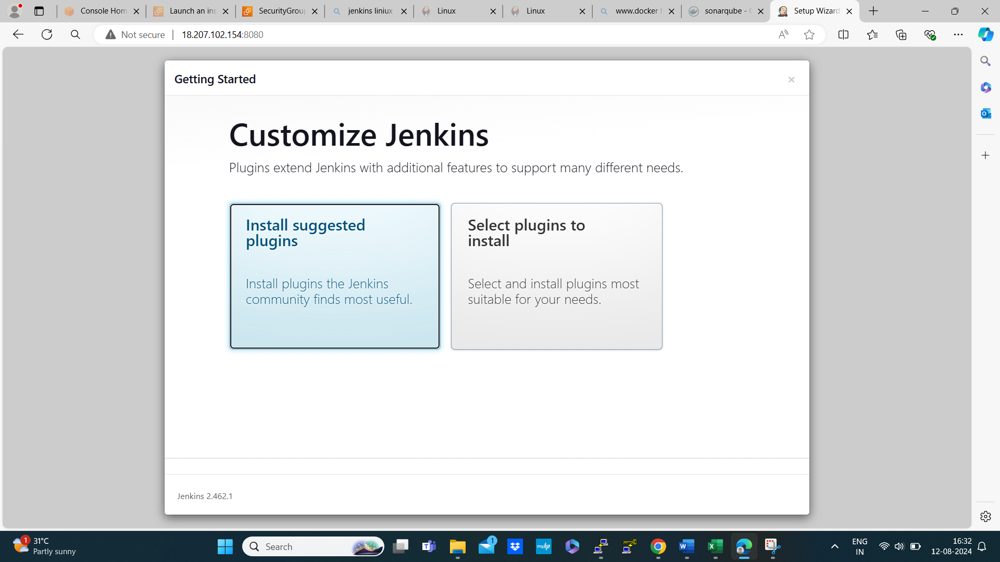 Console Hom
Launch an ins
SecurityGroup
jenkins liniux
Linux
Linux
www.docker h
sonarqube -
Setup Wizard
Not secure
18.207.102.154:8080
Getting Started
Customize Jenkins
Plugins extend Jenkins with additional features to support many different needs.
Install suggested
plugins
Install plugins the Jenkins
community finds most useful.
Select plugins to
install
Select and install plugins most
suitable for your needs.
Jenkins 2.462.1
1
31°C
Partly sunny
Search
1
myhp
ENG
IN
16:32
12-08-2024